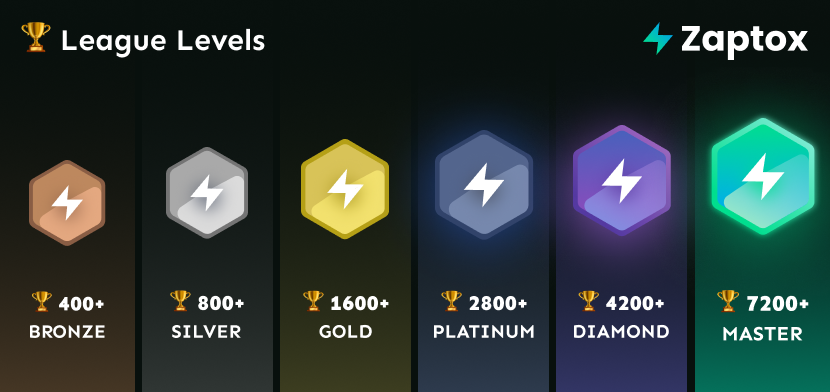 League Levels
Zaptox
400+
BRONZE
800+
SILVER
1600+
GOLD
2800+
PLATINUM
4200+
DIAMOND
7200+
MASTER